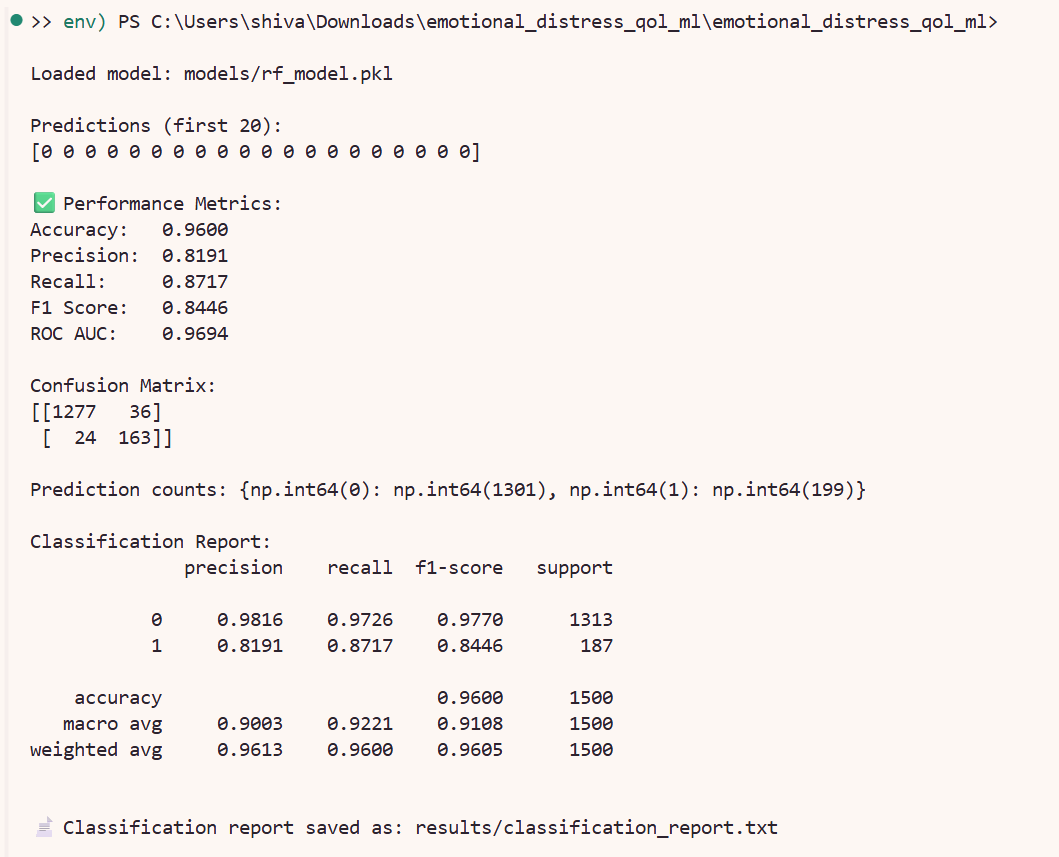 >> env) PS C:\Users\shiva\Downloads\emotional_distress_qol_ml\emotional_distress_qol_ml>
Loaded model: models/rf_model.pkl
Predictions (first 20):
[0 0 0 0 0 0 0 0 0 0 0 0 0 0 0 0 0 0 0 0]
✅ Performance Metrics:
Accuracy:   0.9600
Precision:  0.8191
Recall:     0.8717
F1 Score:   0.8446
ROC AUC:    0.9694
Confusion Matrix:
[[1277   36]
 [  24  163]]
Prediction counts: {np.int64(0): np.int64(1301), np.int64(1): np.int64(199)}
Classification Report:
              precision    recall  f1-score   support
           0     0.9816    0.9726    0.9770      1313
           1     0.8191    0.8717    0.8446       187
    accuracy                         0.9600      1500
   macro avg     0.9003    0.9221    0.9108      1500
weighted avg     0.9613    0.9600    0.9605      1500
Classification report saved as: results/classification_report.txt